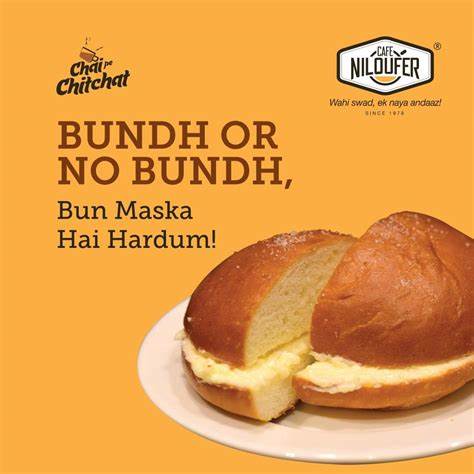 Chai pe
Chitchat
CAFE
NILOUFER
®
Wahi swad, ek naya andaaz!
SINCE 1978
BUNDH OR
NO BUNDH,
Bun Maska
Hai Hardum!